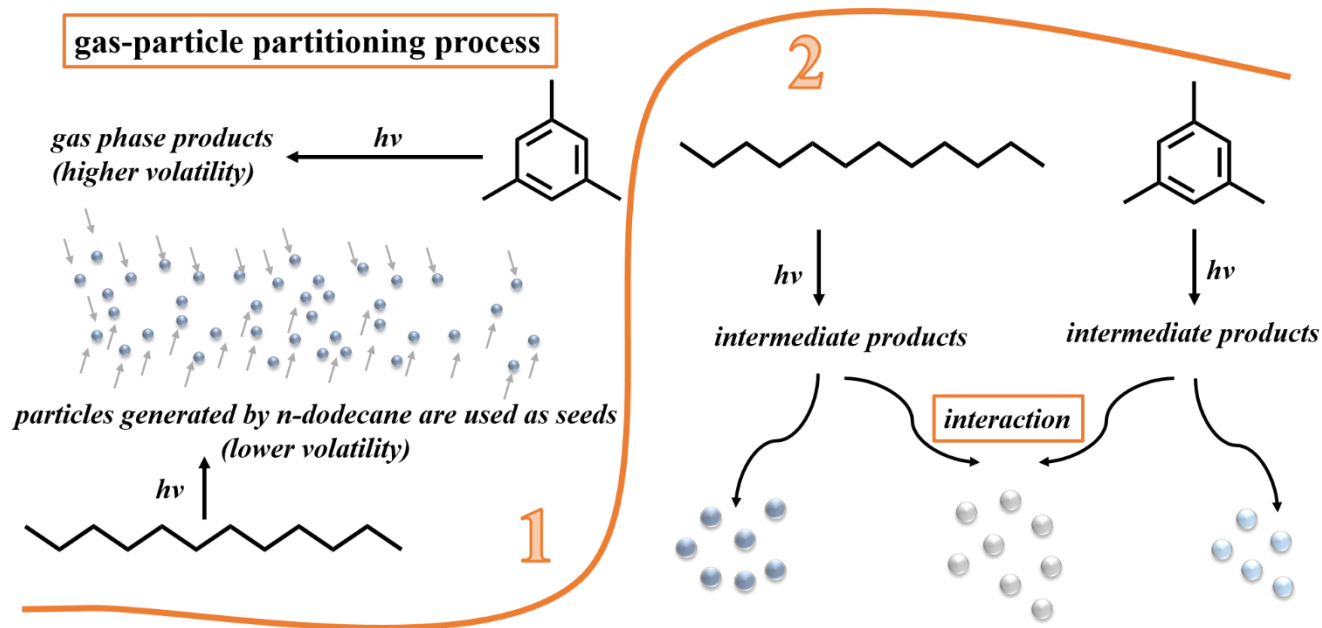 gas-particle partitioning process
gas phase products
(higher volatility)
hv
particles generated by n-dodecane are used as seeds
(lower volatility)
hv
1
2
hv
hv
intermediate products
intermediate products
interaction